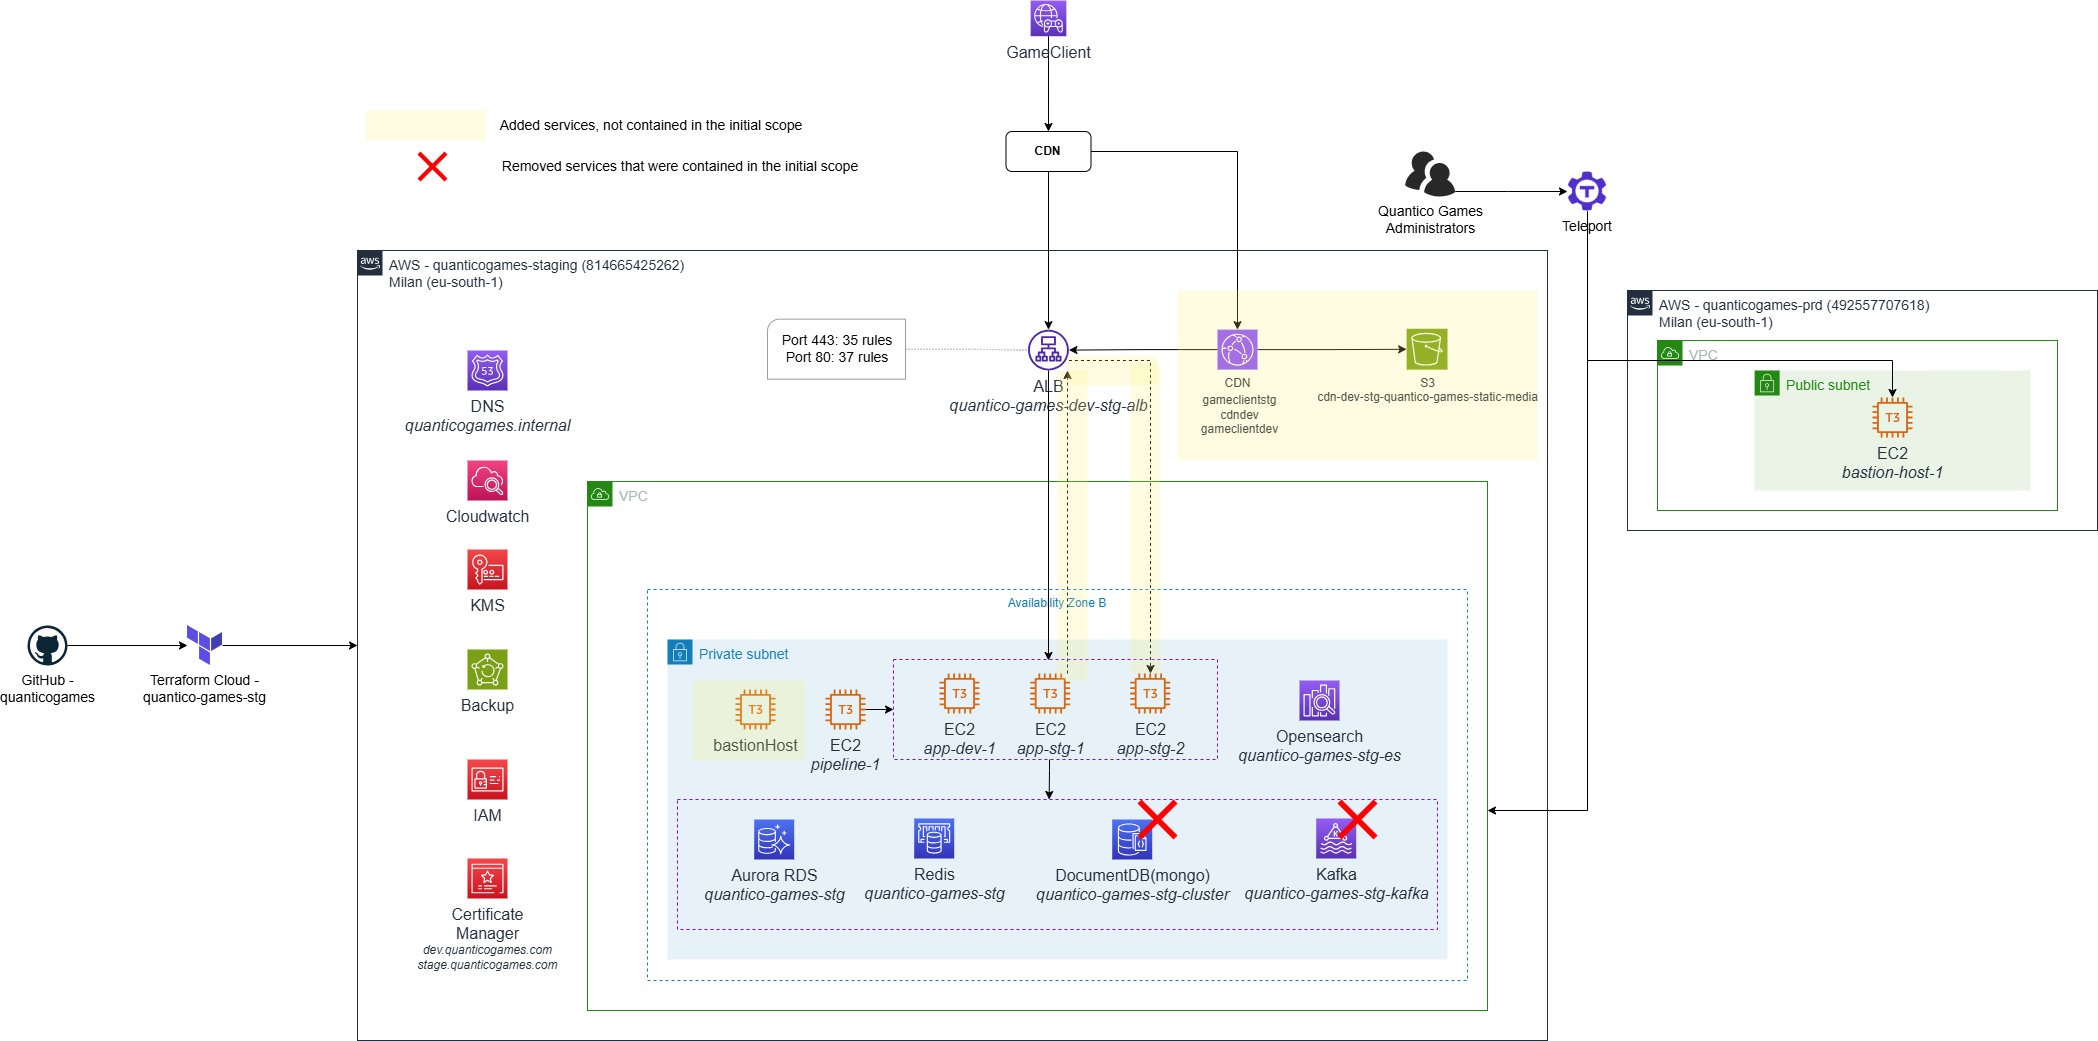 GameClient
Added services, not contained in the initial scope
Removed services that were contained in the initial scope
CDN
Quantico Games
Administrators
Teleport
aws
AWS - quanticogames-staging (814665425262)
Milan (eu-south-1)
aws
AWS - quanticogames-prd (492557707618)
Milan (eu-south-1)
VPC
Public subnet
T3
EC2
bastion-host-1
Port 443: 35 rules
Port 80: 37 rules
ALB
quantico-games-dev-stg-alb
CDN
gameclientstg
cdndev
gameclientdev
S3
cdn-dev-stg-quantico-games-static-media
53
DNS
quanticogames.internal
Cloudwatch
KMS
Backup
IAM
Certificate
Manager
dev.quanticogames.com
stage.quanticogames.com
GitHub -
quanticogames
Terraform Cloud -
quantico-games-stg
VPC
Availability Zone B
Private subnet
T3
bastionHost
T3
EC2
pipeline-1
T3
EC2
app-dev-1
T3
EC2
app-stg-1
T3
EC2
app-stg-2
Opensearch
quantico-games-stg-es
Aurora RDS
quantico-games-stg
Redis
quantico-games-stg
DocumentDB(mongo)
quantico-games-stg-cluster
Kafka
quantico-games-stg-kafka